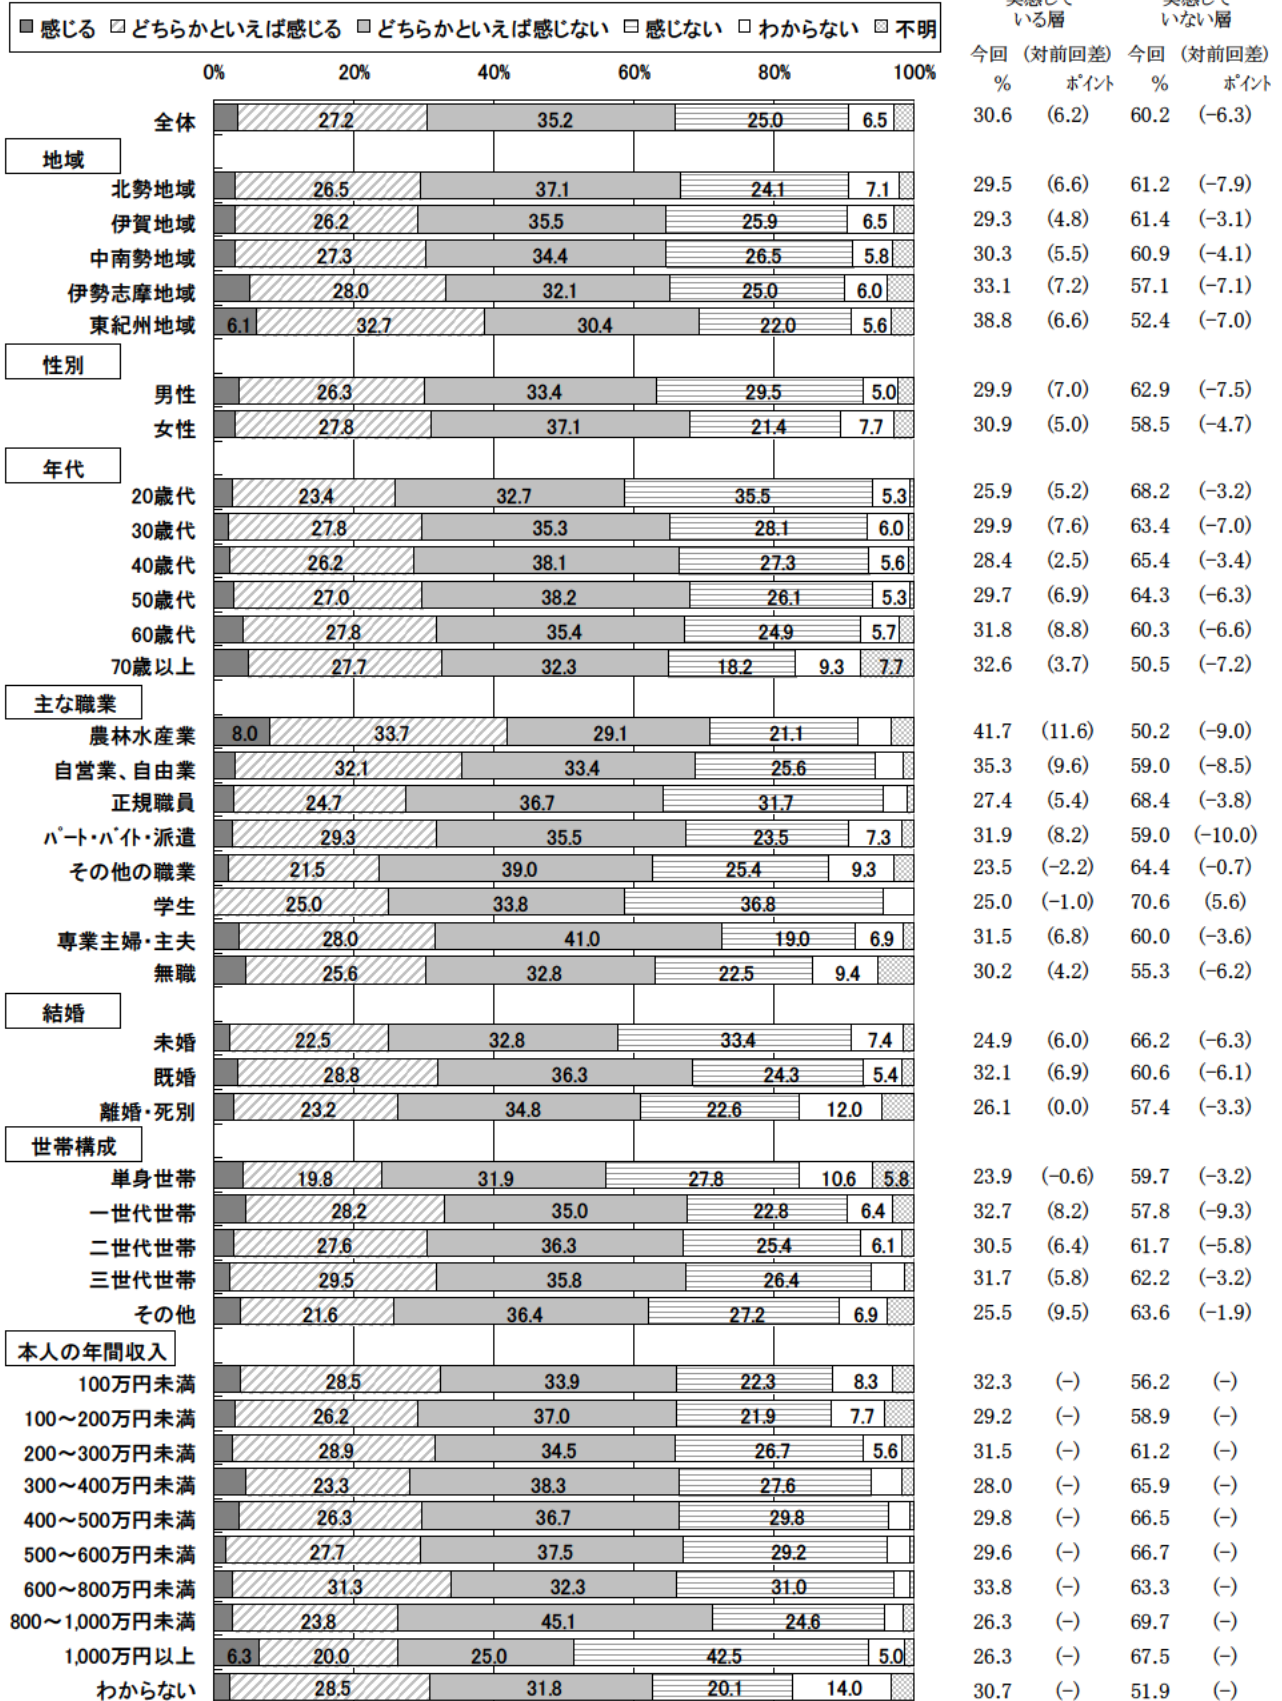 実感して 実感して
いる層 いない層
■ 感じる ▨ どちらかといえば感じる ■ どちらかといえば感じない ▤ 感じない □ わからない ▩ 不明
今回 (対前回差) 今回 (対前回差)
% ポイント % ポイント
0% 20% 40% 60% 80% 100%
全体 27.2 35.2 25.0 6.5 30.6 (6.2) 60.2 (-6.3)
地域
北勢地域 26.5 37.1 24.1 7.1 29.5 (6.6) 61.2 (-7.9)
伊賀地域 26.2 35.5 25.9 6.5 29.3 (4.8) 61.4 (-3.1)
中南勢地域 27.3 34.4 26.5 5.8 30.3 (5.5) 60.9 (-4.1)
伊勢志摩地域 28.0 32.1 25.0 6.0 33.1 (7.2) 57.1 (-7.1)
東紀州地域 6.1 32.7 30.4 22.0 5.6 38.8 (6.6) 52.4 (-7.0)
性別
男性 26.3 33.4 29.5 5.0 29.9 (7.0) 62.9 (-7.5)
女性 27.8 37.1 21.4 7.7 30.9 (5.0) 58.5 (-4.7)
年代
20歳代 23.4 32.7 35.5 5.3 25.9 (5.2) 68.2 (-3.2)
30歳代 27.8 35.3 28.1 6.0 29.9 (7.6) 63.4 (-7.0)
40歳代 26.2 38.1 27.3 5.6 28.4 (2.5) 65.4 (-3.4)
50歳代 27.0 38.2 26.1 5.3 29.7 (6.9) 64.3 (-6.3)
60歳代 27.8 35.4 24.9 5.7 31.8 (8.8) 60.3 (-6.6)
70歳以上 27.7 32.3 18.2 9.3 7.7 32.6 (3.7) 50.5 (-7.2)
主な職業
農林水産業 8.0 33.7 29.1 21.1 41.7 (11.6) 50.2 (-9.0)
自営業、自由業 32.1 33.4 25.6 35.3 (9.6) 59.0 (-8.5)
正規職員 24.7 36.7 31.7 27.4 (5.4) 68.4 (-3.8)
パート・バイト・派遣 29.3 35.5 23.5 7.3 31.9 (8.2) 59.0 (-10.0)
その他の職業 21.5 39.0 25.4 9.3 23.5 (-2.2) 64.4 (-0.7)
学生 25.0 33.8 36.8 25.0 (-1.0) 70.6 (5.6)
専業主婦・主夫 28.0 41.0 19.0 6.9 31.5 (6.8) 60.0 (-3.6)
無職 25.6 32.8 22.5 9.4 30.2 (4.2) 55.3 (-6.2)
結婚
未婚 22.5 32.8 33.4 7.4 24.9 (6.0) 66.2 (-6.3)
既婚 28.8 36.3 24.3 5.4 32.1 (6.9) 60.6 (-6.1)
離婚・死別 23.2 34.8 22.6 12.0 26.1 (0.0) 57.4 (-3.3)
世帯構成
単身世帯 19.8 31.9 27.8 10.6 5.8 23.9 (-0.6) 59.7 (-3.2)
一世代世帯 28.2 35.0 22.8 6.4 32.7 (8.2) 57.8 (-9.3)
二世代世帯 27.6 36.3 25.4 6.1 30.5 (6.4) 61.7 (-5.8)
三世代世帯 29.5 35.8 26.4 31.7 (5.8) 62.2 (-3.2)
その他 21.6 36.4 27.2 6.9 25.5 (9.5) 63.6 (-1.9)
本人の年間収入
100万円未満 28.5 33.9 22.3 8.3 32.3 (-) 56.2 (-)
100～200万円未満 26.2 37.0 21.9 7.7 29.2 (-) 58.9 (-)
200～300万円未満 28.9 34.5 26.7 5.6 31.5 (-) 61.2 (-)
300～400万円未満 23.3 38.3 27.6 28.0 (-) 65.9 (-)
400～500万円未満 26.3 36.7 29.8 29.8 (-) 66.5 (-)
500～600万円未満 27.7 37.5 29.2 29.6 (-) 66.7 (-)
600～800万円未満 31.3 32.3 31.0 33.8 (-) 63.3 (-)
800～1,000万円未満 23.8 45.1 24.6 26.3 (-) 69.7 (-)
1,000万円以上 6.3 20.0 25.0 42.5 5.0 26.3 (-) 67.5 (-)
わからない 28.5 31.8 20.1 14.0 30.7 (-) 51.9 (-)